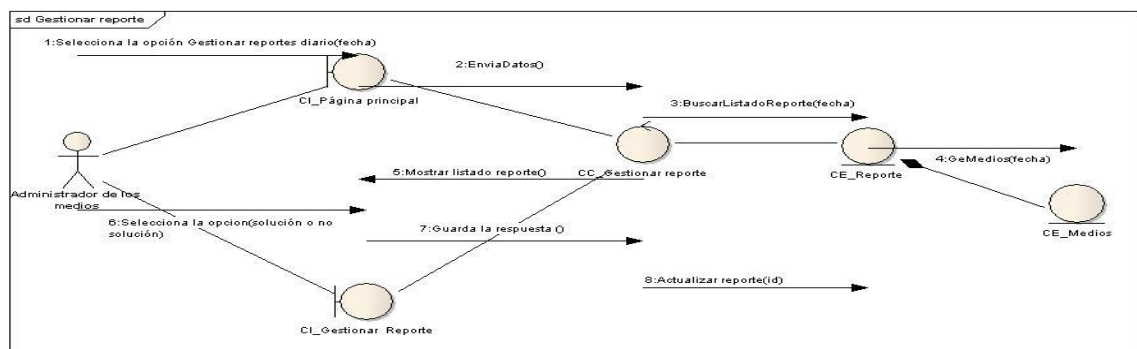 sd Gestionar reporte
1:Selecciona la opción Gestionar reportes diario(fecha)
2:EnviaDatos()
CI_Página principal
3:BuscarListadoReporte(fecha)
4:GeMedios(fecha)
CC_Gestionar reporte
CE_Reporte
5:Mostrar listado reporte()
Administrador de los
medios
6:Selecciona la opcion(solución o no
solución)
7:Guarda la respuesta ()
CE_Medios
8:Actualizar reporte(id)
CI_Gestionar Reporte